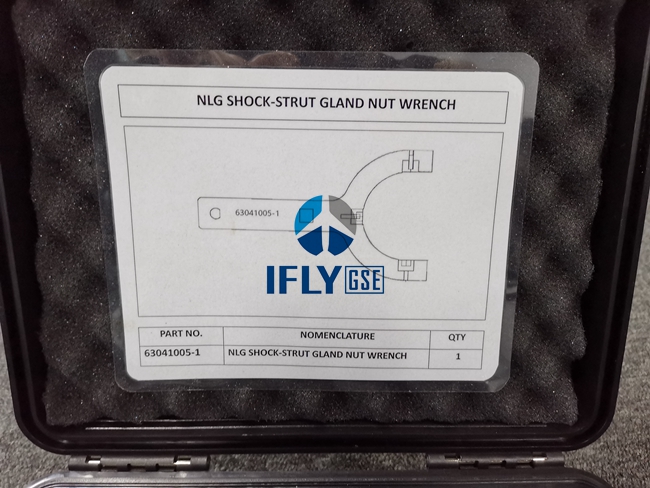 NLG SHOCK-STRUT GLAND NUT WRENCH
63041005-1
IFLY GSE
PART NO. NOMENCLATURE QTY
63041005-1 NLG SHOCK-STRUT GLAND NUT WRENCH 1